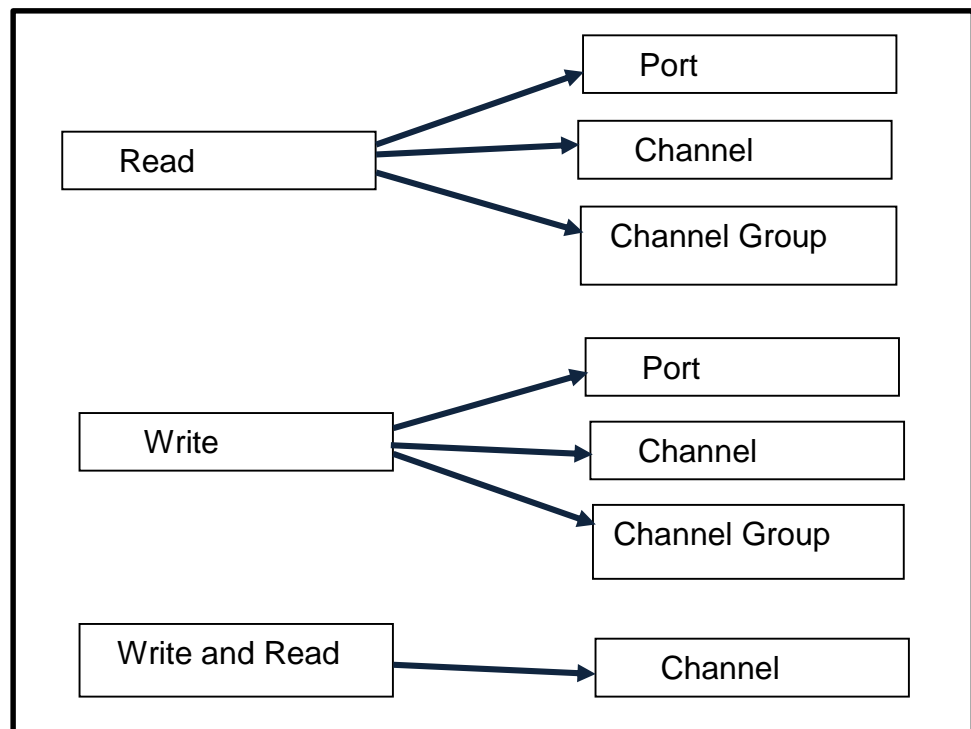 Read
Port
Channel
Channel Group
Write
Port
Channel
Channel Group
Write and Read
Channel